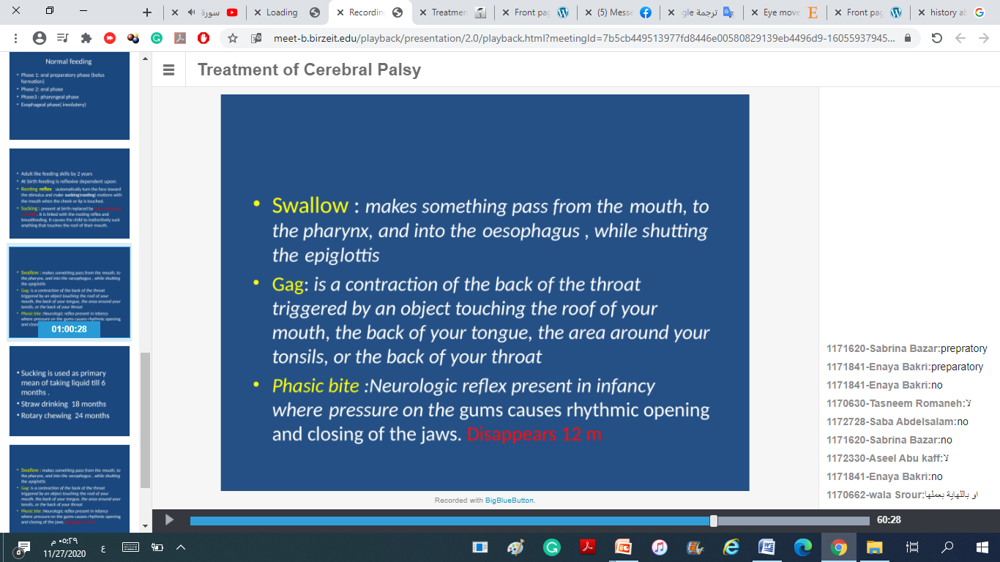 سورة
Loading
Recordin
Treatmen
Front pag
(5) Messe
ترجمة gle
Eye move
Front pag
history ab
meet-b.birzeit.edu/playback/presentation/2.0/playback.html?meetingId=7b5cb449513977fd8446e00580829139eb4496d9-16055937945...
Treatment of Cerebral Palsy
Normal feeding
• Phase 1: oral preparatory phase (bolus
formation)
• Phase 2: oral phase
• Phase3 : pharyngeal phase
• Esophageal phase( involutery)
• Adult like feeding skills by 2 years
• At birth feeding is reflexive dependent upon:
• Rooting reflex :automatically turn the face toward
the stimulus and make sucking(rooting) motions with
the mouth when the cheek or lip is touched.
• Sucking : present at birth replaced by
. It is linked with the rooting reflex and
breastfeeding. It causes the child to instinctively suck
anything that touches the roof of their mouth.
• Swallow : makes something pass from the mouth, to
the pharynx, and into the oesophagus , while shutting
the epiglottis
• Gag: is a contraction of the back of the throat
triggered by an object touching the roof of your
mouth, the back of your tongue, the area around your
tonsils, or the back of your throat
• Phasic bite :Neurologic reflex present in infancy
where pressure on the gums causes rhythmic opening
and closi
01:00:28
• Sucking is used as primary
mean of taking liquid till 6
months .
• Straw drinking 18 months
• Rotary chewing 24 months
• Swallow : makes something pass from the mouth, to
the pharynx, and into the oesophagus , while shutting
the epiglottis
• Gag: is a contraction of the back of the throat
triggered by an object touching the roof of your
mouth, the back of your tongue, the area around your
tonsils, or the back of your throat
• Phasic bite :Neurologic reflex present in infancy
where pressure on the gums causes rhythmic opening
and closing of the jaws.
• Swallow : makes something pass from the mouth, to
the pharynx, and into the oesophagus , while shutting
the epiglottis
• Gag: is a contraction of the back of the throat
triggered by an object touching the roof of your
mouth, the back of your tongue, the area around your
tonsils, or the back of your throat
• Phasic bite :Neurologic reflex present in infancy
where pressure on the gums causes rhythmic opening
and closing of the jaws. Disappears 12 m
Recorded with BigBlueButton.
1171620-Sabrina Bazar:prepratory
1171841-Enaya Bakri:preparatory
1171841-Enaya Bakri:no
1170630-Tasneem Romaneh:لا
1172728-Saba Abdelsalam:no
1171620-Sabrina Bazar:no
1172330-Aseel Abu kaff:لا
1171841-Enaya Bakri:no
1170662-wala Srour:او باللهاية بعملها
60:28
٠٥:٢٩ م
11/27/2020
ع